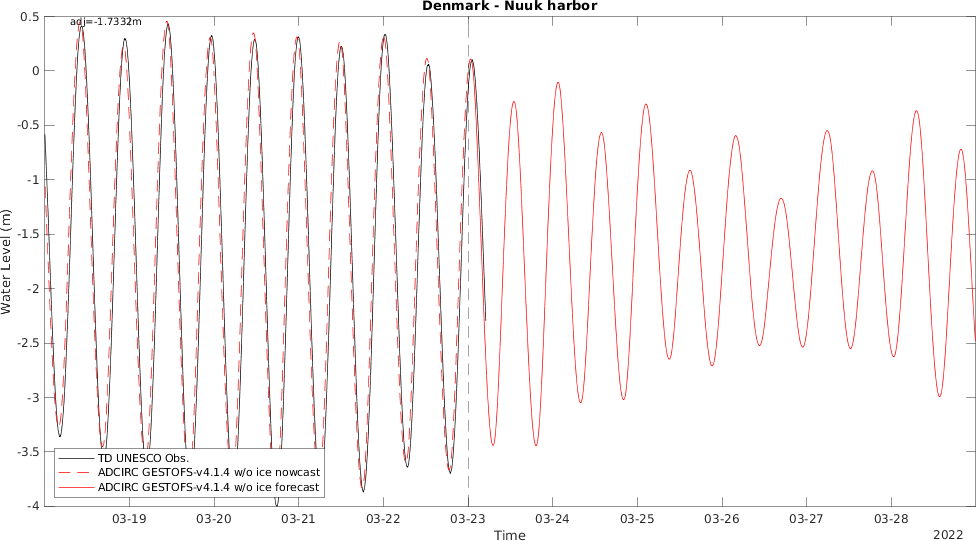 Denmark - Nuuk harbor
adj=-1.7332m
0.5
0
-0.5
-1
-1.5
-2
-2.5
-3
-3.5
-4
Water Level (m)
TD UNESCO Obs.
ADCIRC GESTOFS-v4.1.4 w/o ice nowcast
ADCIRC GESTOFS-v4.1.4 w/o ice forecast
03-19 03-20 03-21 03-22 03-23 03-24 03-25 03-26 03-27 03-28
Time
2022